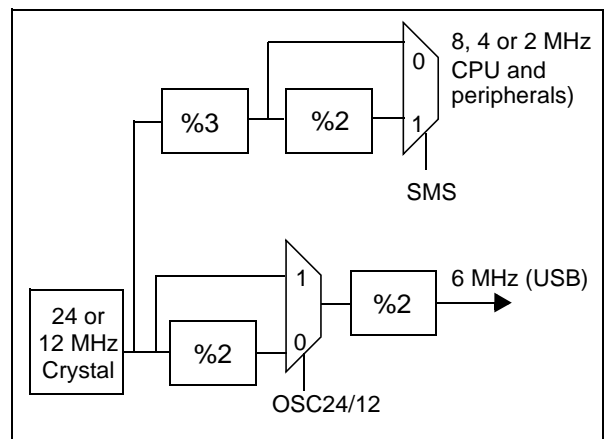 8, 4 or 2 MHz
CPU and
peripherals)
0
%3
%2
1
SMS
24 or
12 MHz
Crystal
%2
1
0
%2
6 MHz (USB)
OSC24/12